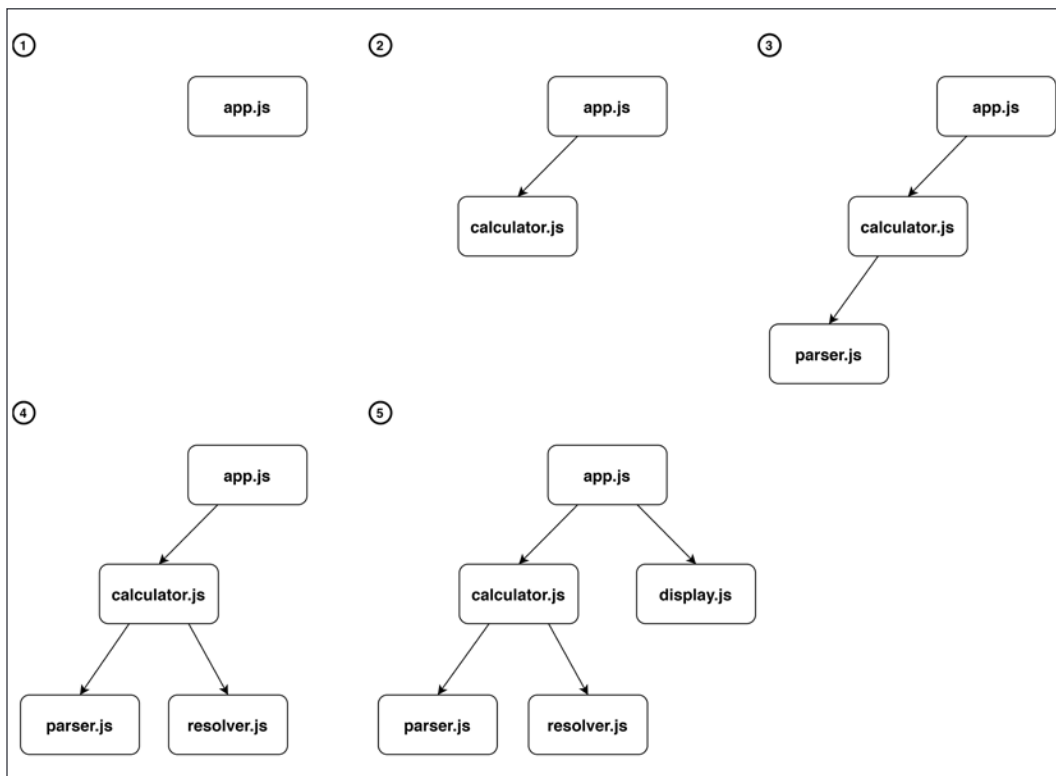 1
app.js
2
app.js
calculator.js
3
app.js
calculator.js
parser.js
4
app.js
calculator.js
parser.js
resolver.js
5
app.js
calculator.js
display.js
parser.js
resolver.js